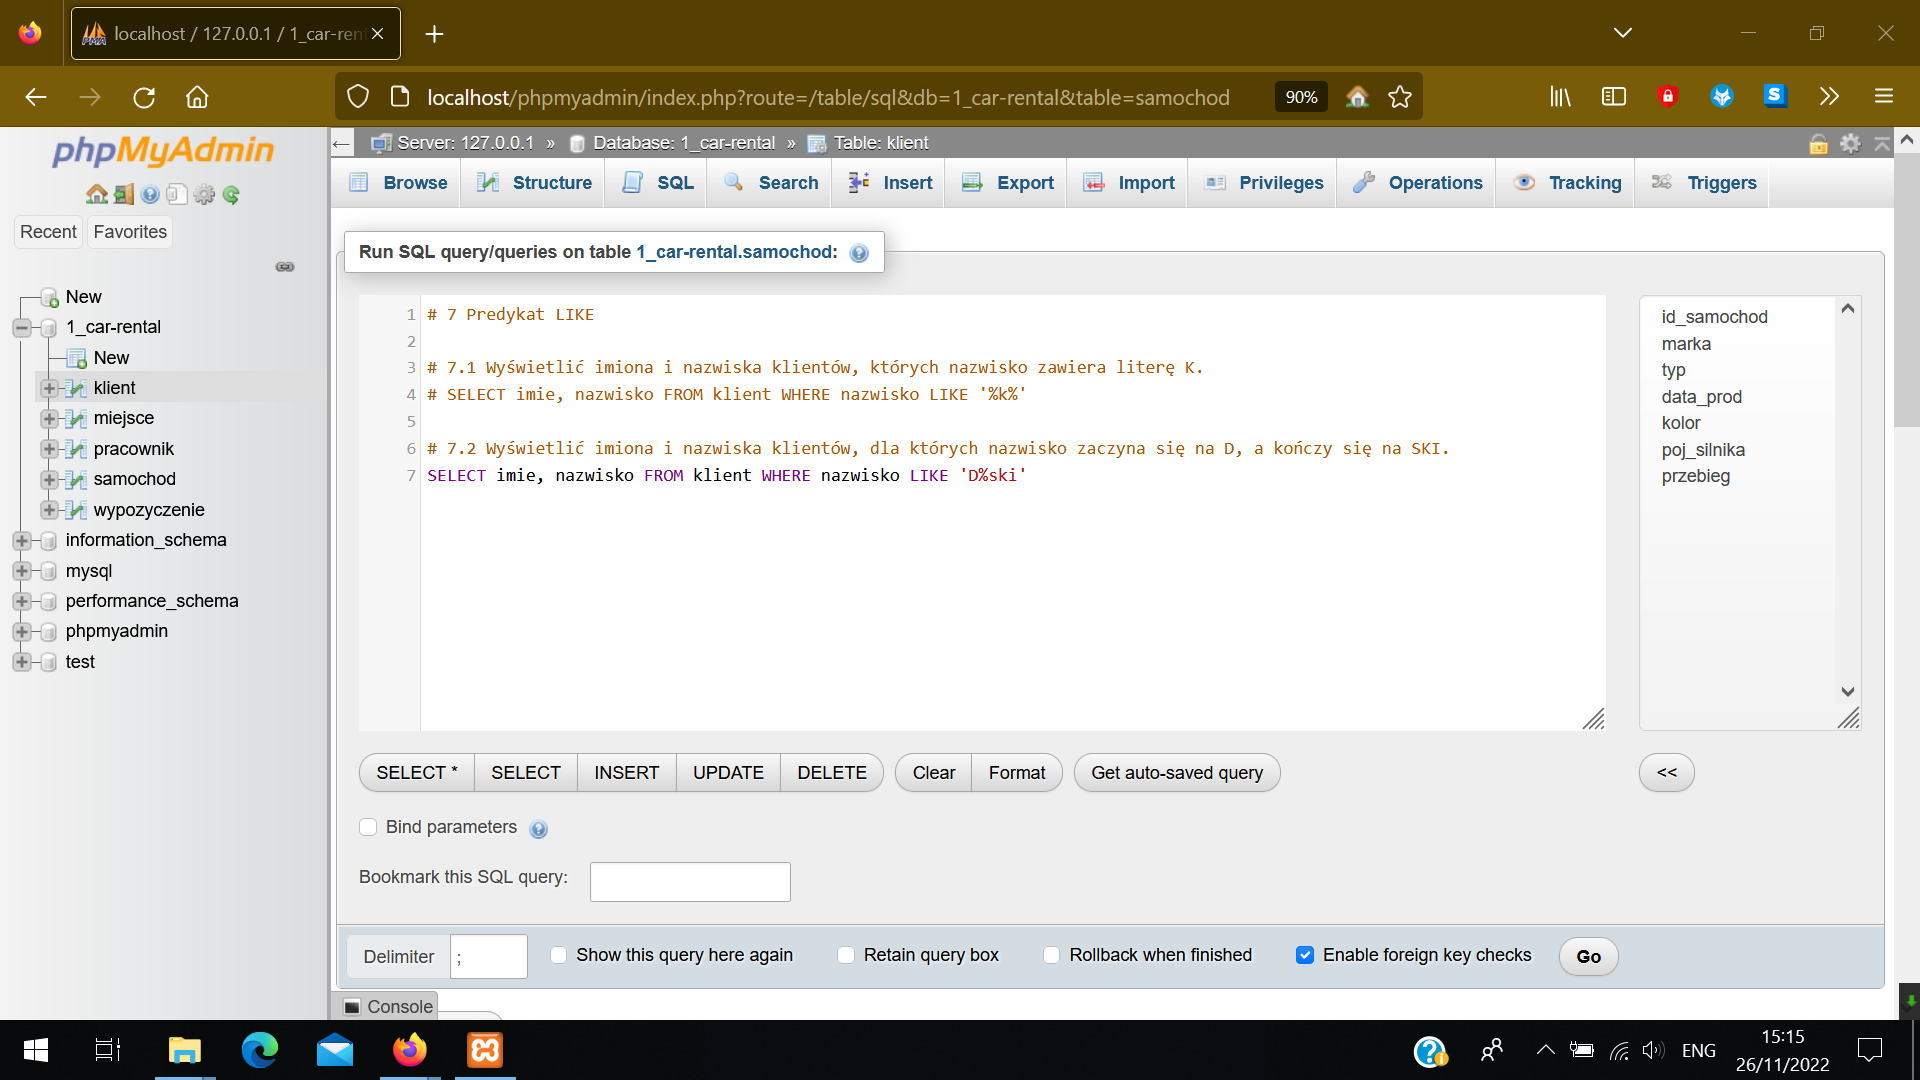 localhost / 127.0.0.1 / 1_car-ren
localhost/phpmyadmin/index.php?route=/table/sql&db=1_car-rental&table=samochod
90%
phpMyAdmin
Recent
Favorites
New
1_car-rental
New
klient
miejsce
pracownik
samochod
wypozyczenie
information_schema
mysql
performance_schema
phpmyadmin
test
Server: 127.0.0.1 » Database: 1_car-rental » Table: klient
Browse
Structure
SQL
Search
Insert
Export
Import
Privileges
Operations
Tracking
Triggers
Run SQL query/queries on table 1_car-rental.samochod:
1 # 7 Predykat LIKE
2
3 # 7.1 Wyświetlić imiona i nazwiska klientów, których nazwisko zawiera literę K.
4 # SELECT imie, nazwisko FROM klient WHERE nazwisko LIKE '%k%'
5
6 # 7.2 Wyświetlić imiona i nazwiska klientów, dla których nazwisko zaczyna się na D, a kończy się na SKI.
7 SELECT imie, nazwisko FROM klient WHERE nazwisko LIKE 'D%ski'
id_samochod
marka
typ
data_prod
kolor
poj_silnika
przebieg
SELECT *
SELECT
INSERT
UPDATE
DELETE
Clear
Format
Get auto-saved query
<<
Bind parameters
Bookmark this SQL query:
Delimiter
;
Show this query here again
Retain query box
Rollback when finished
Enable foreign key checks
Go
Console
ENG
15:15
26/11/2022